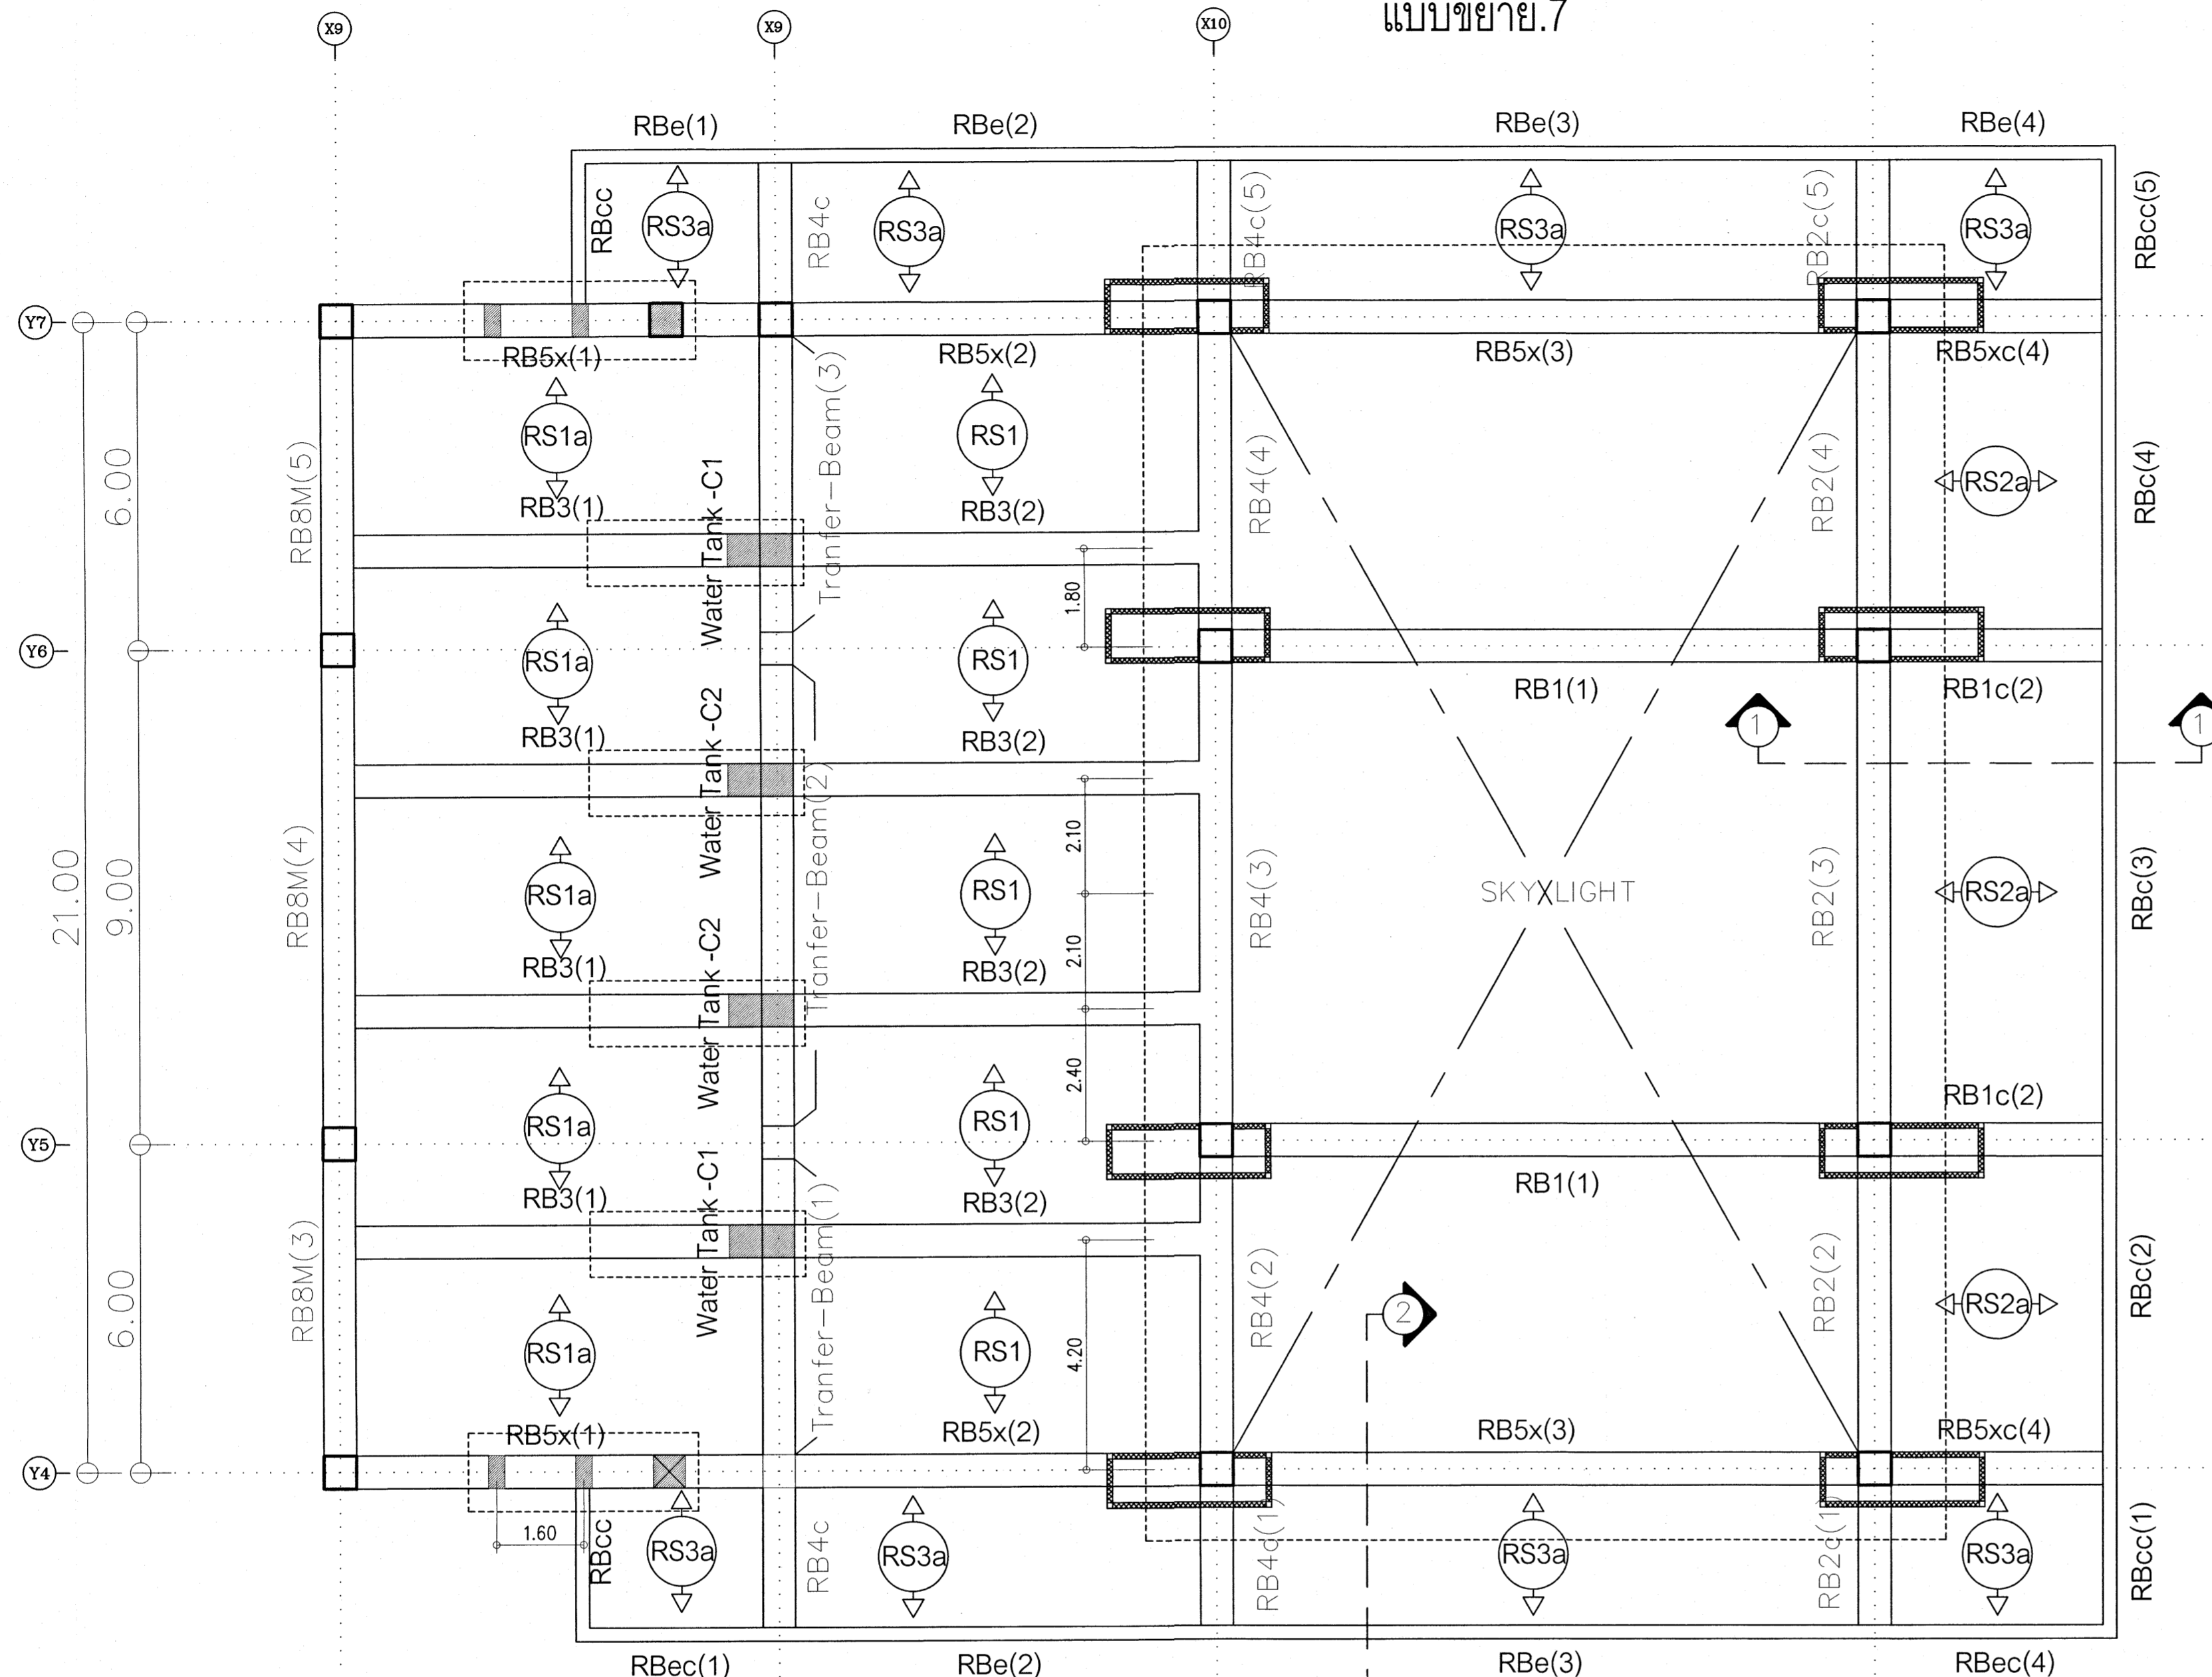 แบบขยาย.7
X9
X9
X10
RBe(1)
RBe(2)
RBe(3)
RBe(4)
RBcc
RS3a
RB4c
RS3a
RB4c(5)
RS3a
RB2c(5)
RS3a
RBcc(5)
Y7
RB5x(1)
RB5x(2)
RB5x(3)
RB5xc(4)
6.00
RB8M(5)
RS1a
RB3(1)
Water Tank -C1
Tranfer-Beam(3)
RS1
RB3(2)
RB4(4)
RB2(4)
RS2a
RBc(4)
1.80
Y6
RS1a
RB3(1)
RS1
RB3(2)
RB1(1)
RB1c(2)
1
1
Water Tank -C2
Tranfer-Beam(2)
2.10
21.00
9.00
RB8M(4)
RS1a
RB3(1)
RS1
RB3(2)
2.10
RB4(3)
SKYXLIGHT
RB2(3)
RS2a
RBc(3)
Water Tank -C2
2.40
RS1a
RB3(1)
RS1
RB3(2)
RB1c(2)
Y5
RB1(1)
Water Tank -C1
Tranfer-Beam(1)
6.00
RB8M(3)
RS1a
RS1
4.20
RB4(2)
2
RB2(2)
RS2a
RBc(2)
RB5x(1)
RB5x(2)
RB5x(3)
RB5xc(4)
Y4
1.60
RBcc
RS3a
RB4c
RS3a
RB4c(1)
RS3a
RB2c(1)
RS3a
RBcc(1)
RBec(1)
RBe(2)
RBe(3)
RBec(4)